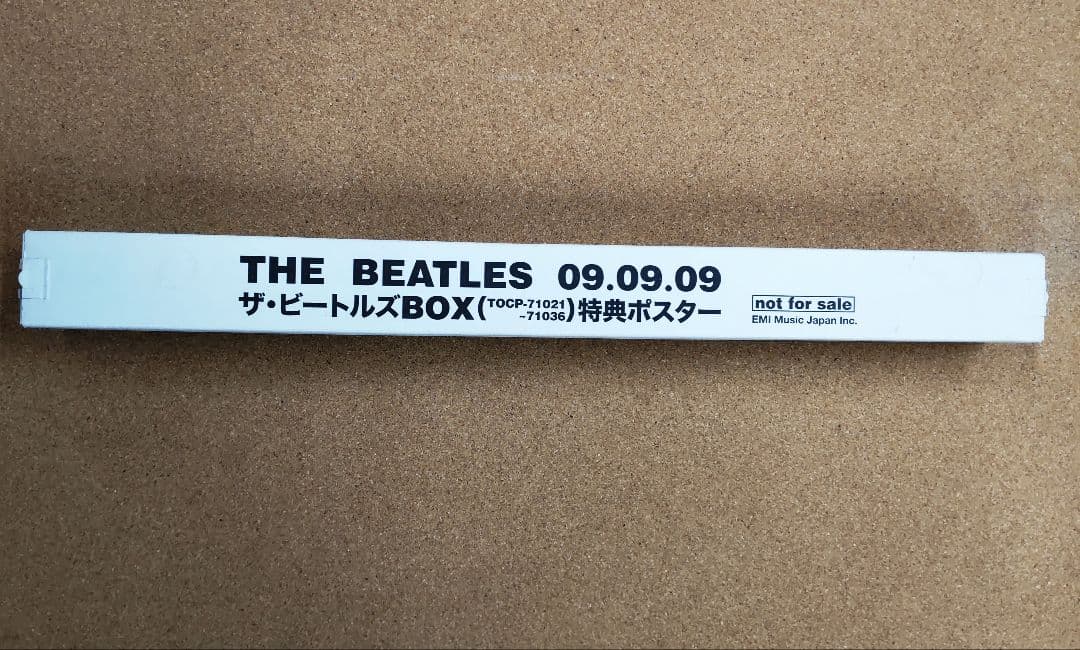 THE BEATLES 09.09.09
ザ・ビートルズBOX(TOCP-71021~71036)特典ポスター
not for sale
EMI Music Japan Inc.